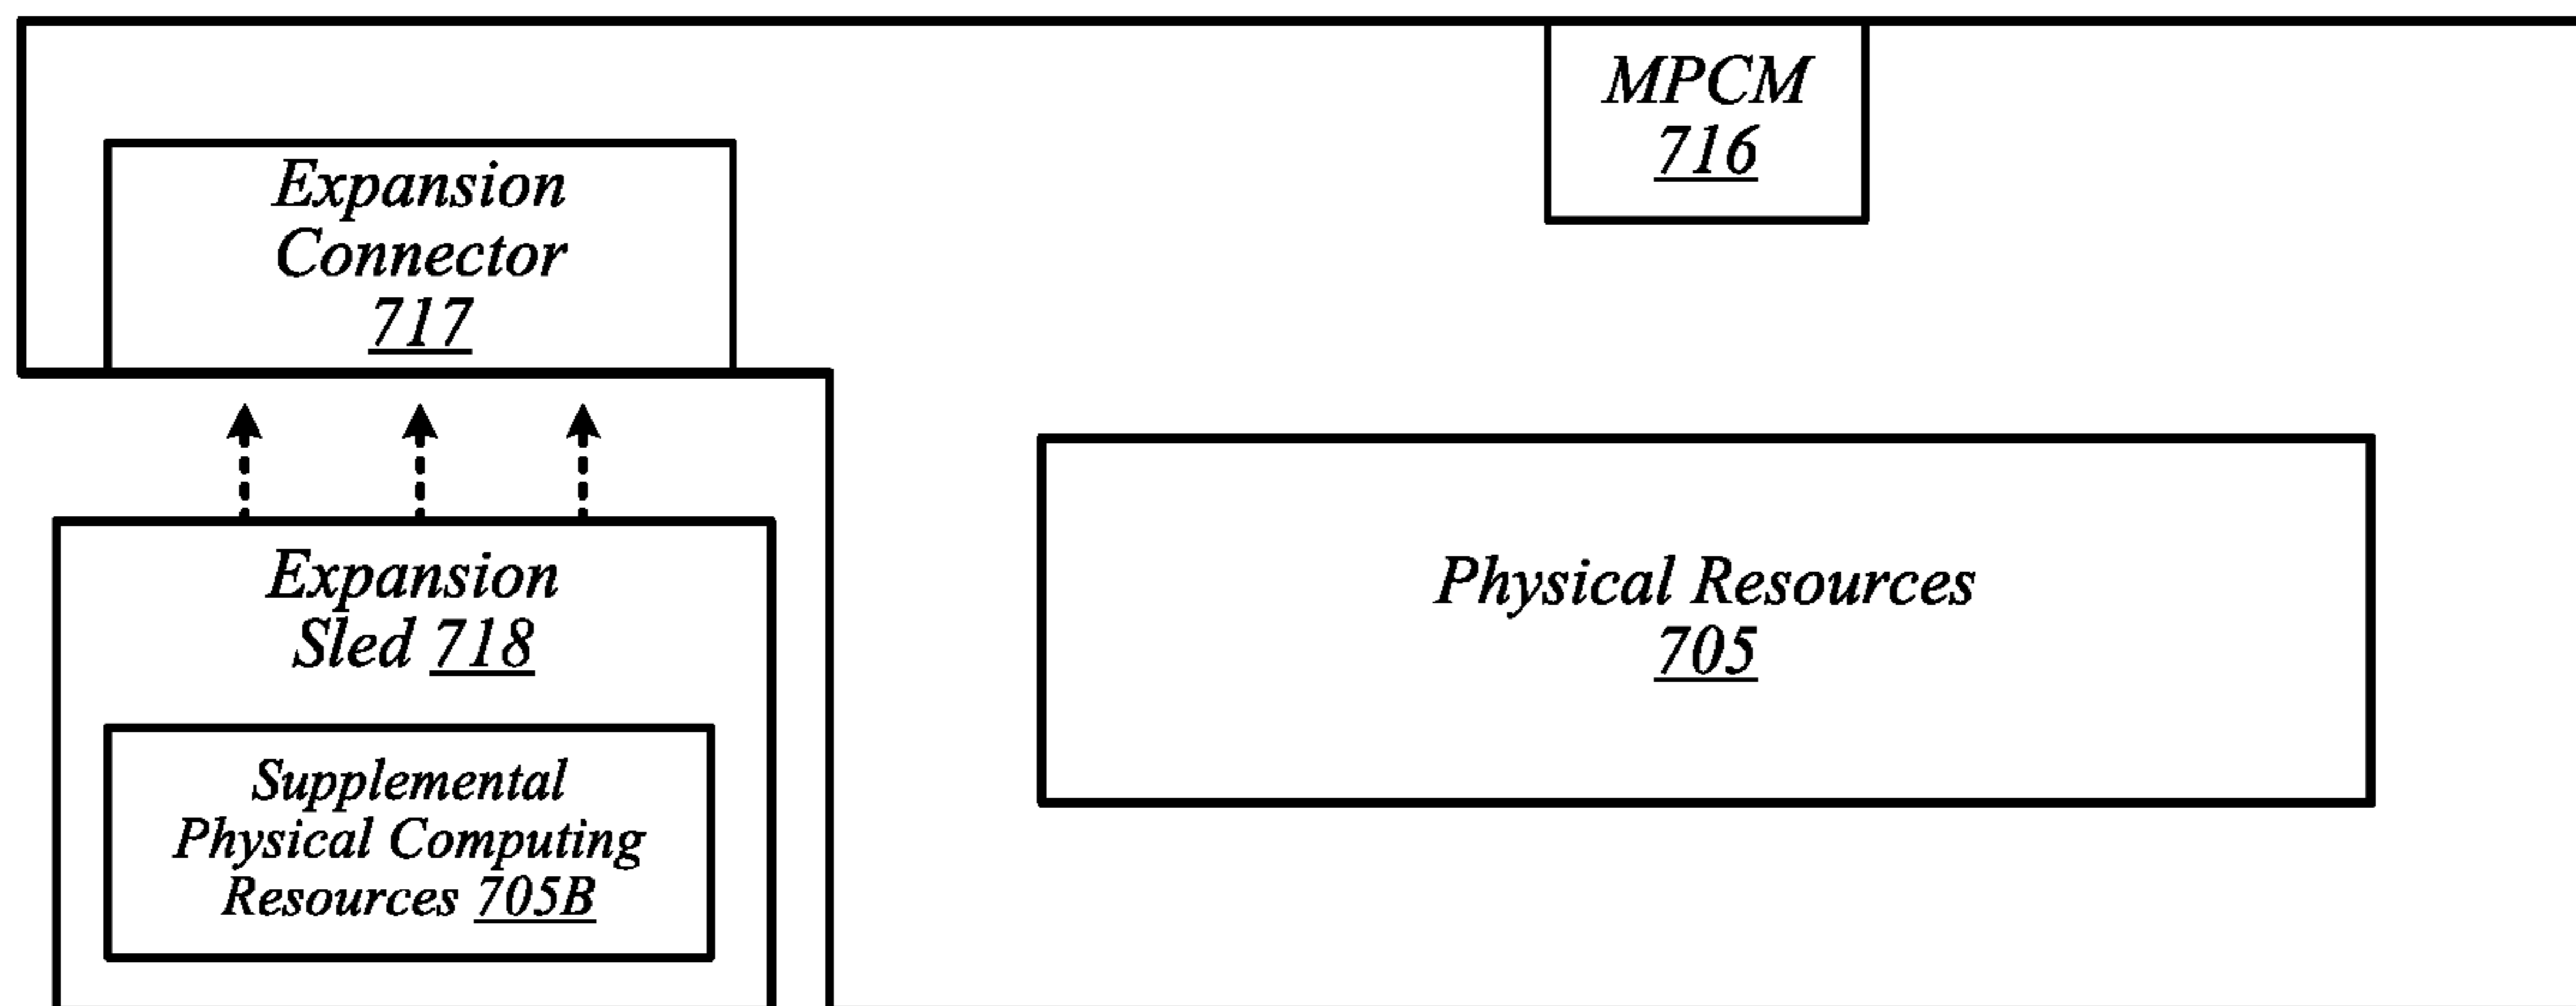 MPCM
716
Expansion
Connector
717
Expansion
Sled 718
Supplemental
Physical Computing
Resources 705B
Physical Resources
705